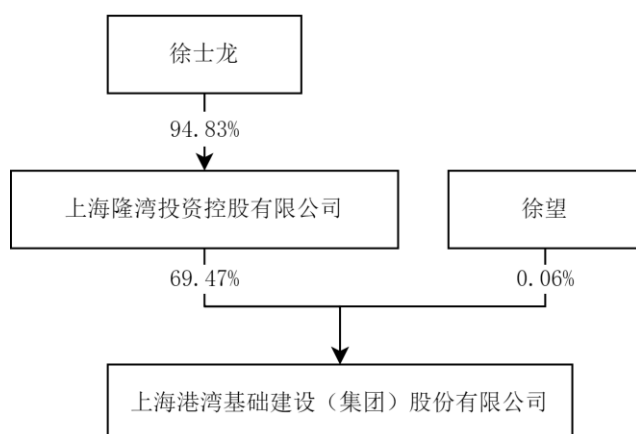 徐士龙
94.83%
上海隆湾投资控股有限公司
徐望
69.47%
0.06%
上海港湾基础建设（集团）股份有限公司